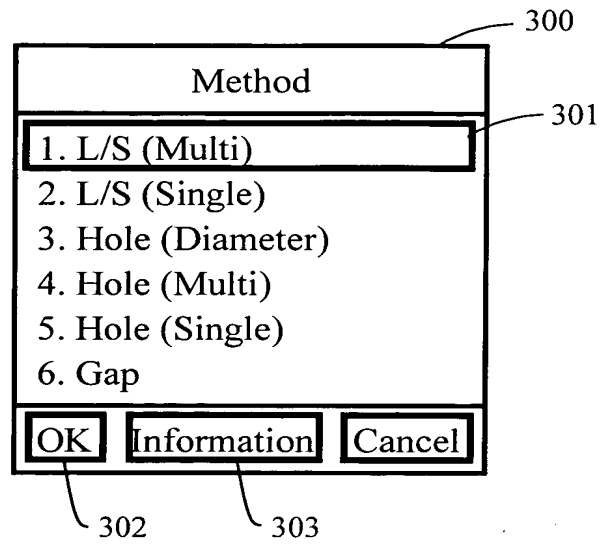 300
Method
301
1. L/S (Multi)
2. L/S (Single)
3. Hole (Diameter)
4. Hole (Multi)
5. Hole (Single)
6. Gap
OK Information Cancel
302 303